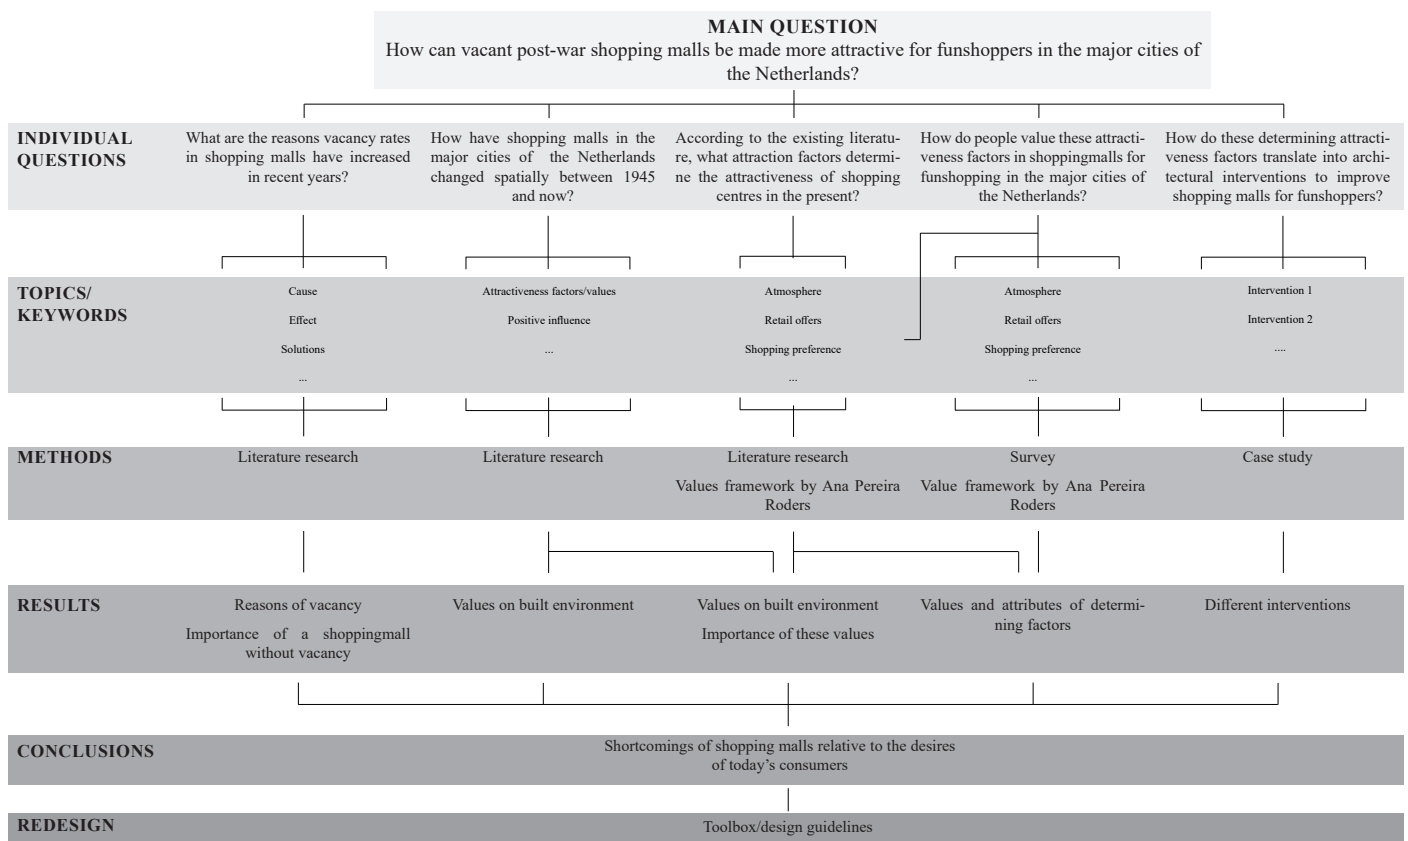 MAIN QUESTION
How can vacant post-war shopping malls be made more attractive for funshoppers in the major cities of
the Netherlands?
INDIVIDUAL
QUESTIONS
What are the reasons vacancy rates
in shopping malls have increased
in recent years?
How have shopping malls in the
major cities of the Netherlands
changed spatially between 1945
and now?
According to the existing literatu-
re, what attraction factors determi-
ne the attractiveness of shopping
centres in the present?
How do people value these attracti-
veness factors in shoppingmalls for
funshopping in the major cities of
the Netherlands?
How do these determining attracti-
veness factors translate into archi-
tectural interventions to improve
shopping malls for funshoppers?
TOPICS/
KEYWORDS
Cause
Effect
Solutions
...
Attractiveness factors/values
Positive influence
...
Atmosphere
Retail offers
Shopping preference
...
Atmosphere
Retail offers
Shopping preference
...
Intervention 1
Intervention 2
....
METHODS
Literature research
Literature research
Literature research
Values framework by Ana Pereira
Roders
Survey
Value framework by Ana Pereira
Roders
Case study
RESULTS
Reasons of vacancy
Importance of a shoppingmall
without vacancy
Values on built environment
Values on built environment
Importance of these values
Values and attributes of determi-
ning factors
Different interventions
CONCLUSIONS
Shortcomings of shopping malls relative to the desires
of today's consumers
REDESIGN
Toolbox/design guidelines